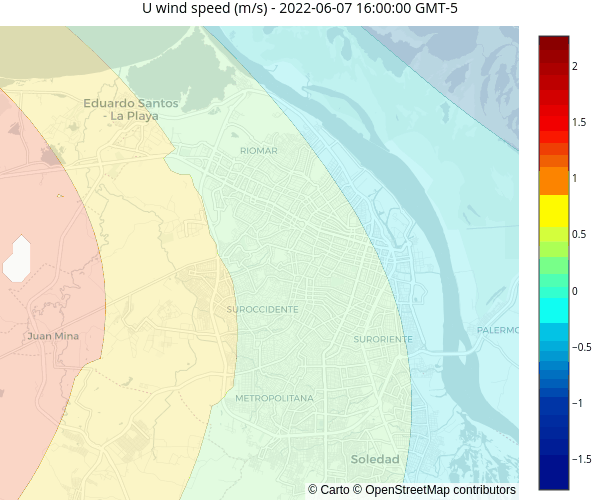 U wind speed (m/s) - 2022-06-07 16:00:00 GMT-5
Eduardo Santos
- La Playa
RIOMAR
SUROCCIDENTE
Juan Mina
SURORIENTE
PALERMO
METROPOLITANA
Soledad
© Carto © OpenStreetMap contributors
2
1.5
1
0.5
0
−0.5
−1
−1.5